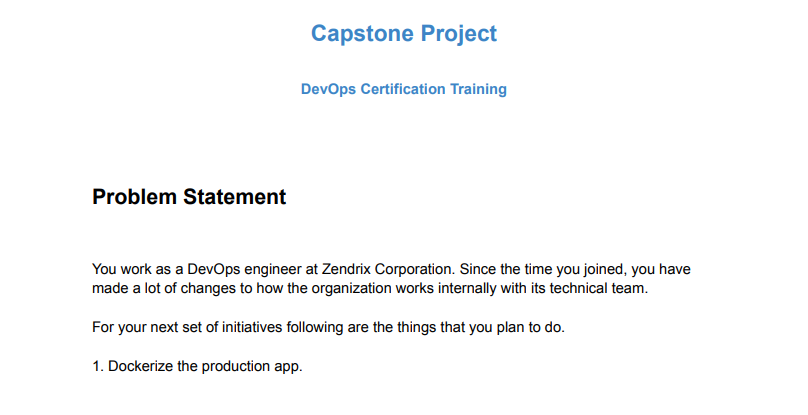 Capstone Project
DevOps Certification Training
Problem Statement
You work as a DevOps engineer at Zendrix Corporation. Since the time you joined, you have
made a lot of changes to how the organization works internally with its technical team.
For your next set of initiatives following are the things that you plan to do.
1. Dockerize the production app.